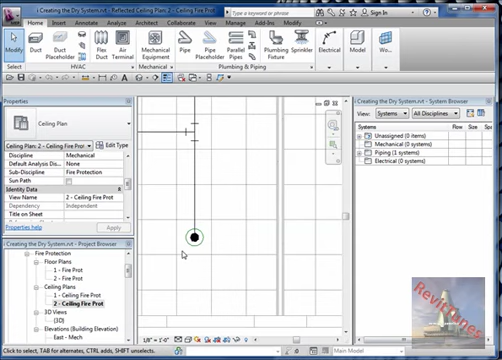 i Creating the Dry System.rvt - Reflected Ceiling Plan: 2 - Ceiling Fire Prot
Type a keyword or phrase
Sign In
Home Insert Annotate Analyze Architect Collaborate View Manage Add-Ins Modify
Modify
Duct
Duct Placeholder
Flex Duct
Air Terminal
Mechanical Equipment
Pipe
Pipe Placeholder
Parallel Pipes
Plumbing Fixture
Sprinkler
Electrical
Model
Wo...
Select
HVAC
Mechanical
Plumbing & Piping
Properties
Ceiling Plan
Ceiling Plan: 2 - Ceiling Fire Prot
Edit Type
Discipline Mechanical
Default Analysis Dis... None
Sub-Discipline Fire Protection
Sun Path
Identity Data
View Name 2 - Ceiling Fire Prot
Dependency Independent
Title on Sheet
Properties help
Apply
i Creating the Dry System.rvt - Project Browser
Fire Protection
Floor Plans
1 - Fire Prot
2 - Fire Prot
Ceiling Plans
1 - Ceiling Fire Prot
2 - Ceiling Fire Prot
3D Views
{3D}
Elevations (Building Elevation)
East - Mech
1/8" = 1'-0"
i Creating the Dry System.rvt - System Browser
View: Systems All Disciplines
Systems Flow Size
Unassigned (0 items)
Mechanical (0 systems)
Piping (1 systems)
Electrical (0 systems)
Revit Tunes
Click to select, TAB for alternates, CTRL adds, SHIFT unselects.
:0
Main Model